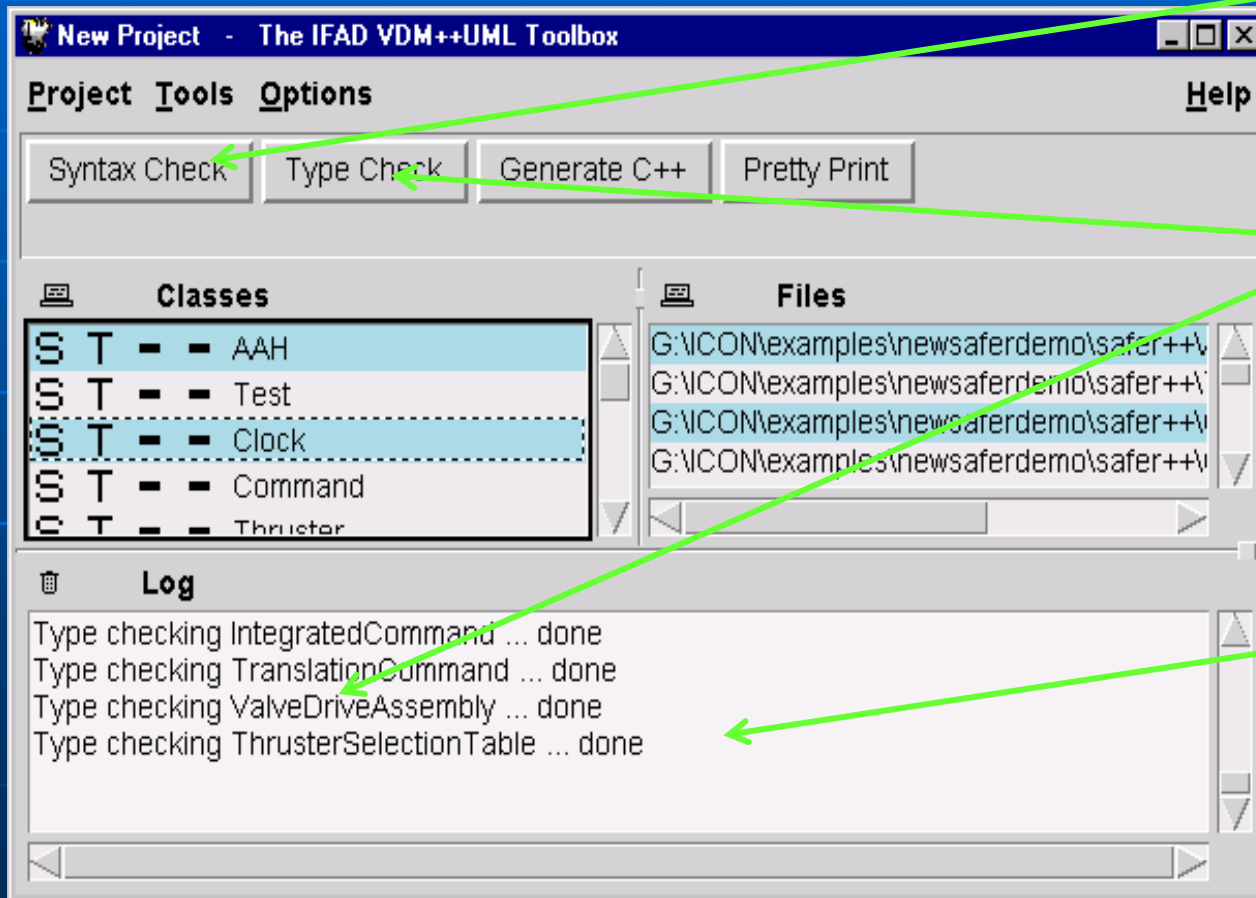 New Project - The IFAD VDM++UML Toolbox
Project Tools Options Help
Syntax Check Type Check Generate C++ Pretty Print
Classes
S T - - AAH
S T - - Test
S T - - Clock
S T - - Command
S T - - Thruster
Files
G:\ICON\examples\newsaferdemo\safer++\
G:\ICON\examples\newsaferdemo\safer++\
G:\ICON\examples\newsaferdemo\safer++\
G:\ICON\examples\newsaferdemo\safer++\
Log
Type checking IntegratedCommand ... done
Type checking TranslationCommand ... done
Type checking ValveDriveAssembly ... done
Type checking ThrusterSelectionTable ... done